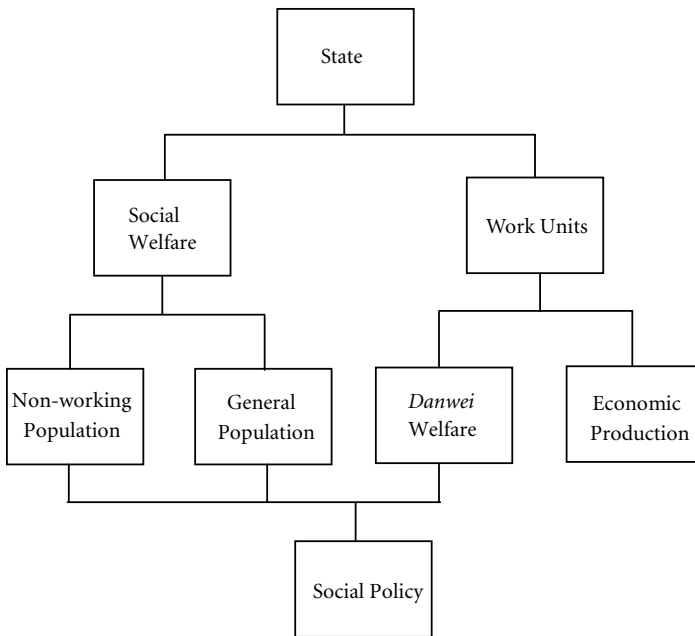 State
Social
Welfare
Work Units
Non-working
Population
General
Population
Danwei
Welfare
Economic
Production
Social Policy